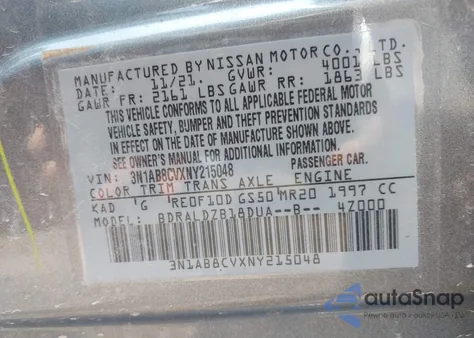 MANUFACTURED BY NISSAN MOTOR CO., LTD.
DATE: 11/21. GVWR: 4001 LBS
GAWR FR: 2161 LBS GAWR RR: 1863 LBS
THIS VEHICLE CONFORMS TO ALL APPLICABLE FEDERAL MOTOR
VEHICLE SAFETY, BUMPER AND THEFT PREVENTION STANDARDS
IN EFFECT ON THE DATE OF MANUFACTURE SHOWN ABOVE.
SEE OWNER'S MANUAL FOR ADDITIONAL INFORMATION.
VIN: 3N1AB8CVXNY215048 PASSENGER CAR.
COLOR TRIM TRANS AXLE ENGINE
KAD 'G 'RE0F10D GS50'MR20 1997 CC
MODEL: BDRALDZB18DUA--B-- 4Z000
3N1AB8CVXNY215048
autoSnap